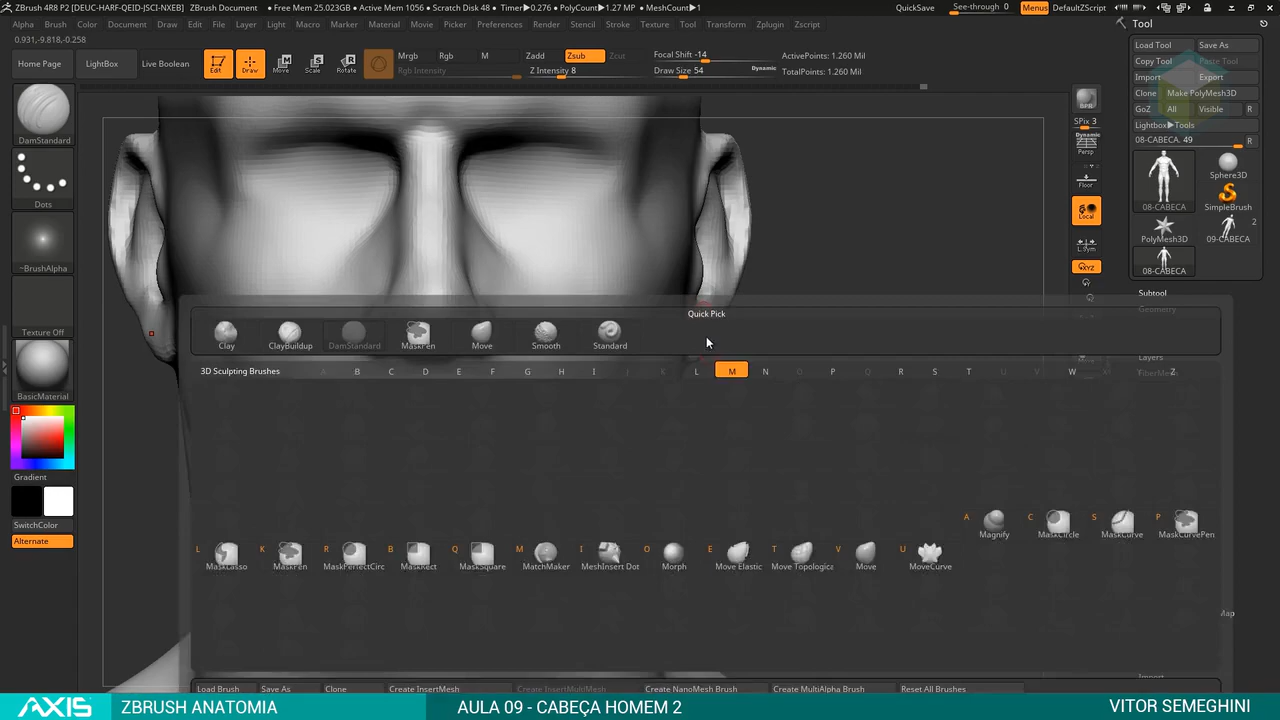 ZBrush 4R8 P2 [DEUC-HARF-QEID-JSCI-NXEB] ZBrush Document ● Free Mem 25.023GB ● Active Mem 1056 ● Scratch Disk 48 ● Timer▶0.276 ● PolyCount▶1.27 MP ● MeshCount▶1 QuickSave See-through 0 Menus DefaultZScript
Alpha Brush Color Document Draw Edit File Layer Light Macro Marker Material Movie Picker Preferences Render Stencil Stroke Texture Tool Transform Zplugin Zscript
Tool
0.931,-9.818,-0.258
Load Tool Save As
Copy Tool Paste Tool
Import Export
Clone Make PolyMesh3D
GoZ All Visible R
Lightbox▶Tools
08-CABECA. 49 R
Home Page LightBox Live Boolean Edit Draw Move Scale Rotate
Mrgb Rgb M Zadd Zsub Zcut Focal Shift -14 ActivePoints: 1.260 Mil
Rgb Intensity Z Intensity 8 Draw Size 54 Dynamic TotalPoints: 1.260 Mil
DamStandard
Dots
~BrushAlpha
Texture Off
BasicMaterial
Gradient
SwitchColor
Alternate
BPR
SPix 3
Dynamic
Persp
Floor
Local
L.Sym
XYZ
08-CABECA Sphere3D
SimpleBrush
PolyMesh3D 2
09-CABECA
08-CABECA
Subtool
Geometry
Layers
FiberMesh
Map
Quick Pick
Clay ClayBuildup DamStandard MaskPen Move Smooth Standard
3D Sculpting Brushes B C D E F G H I L M N P Q R S T W Z
A C S P
Magnify MaskCircle MaskCurve MaskCurvePen
L K R B Q M I O E T V U
MaskLasso MaskPen MaskPerfectCirc MaskRect MaskSquare MatchMaker MeshInsert Dot Morph Move Elastic Move Topologica Move MoveCurve
Load Brush Save As Clone Create InsertMesh Create InsertMultiMesh Create NanoMesh Brush Create MultiAlpha Brush Reset All Brushes
AXIS ZBRUSH ANATOMIA AULA 09 - CABEÇA HOMEM 2 VITOR SEMEGHINI